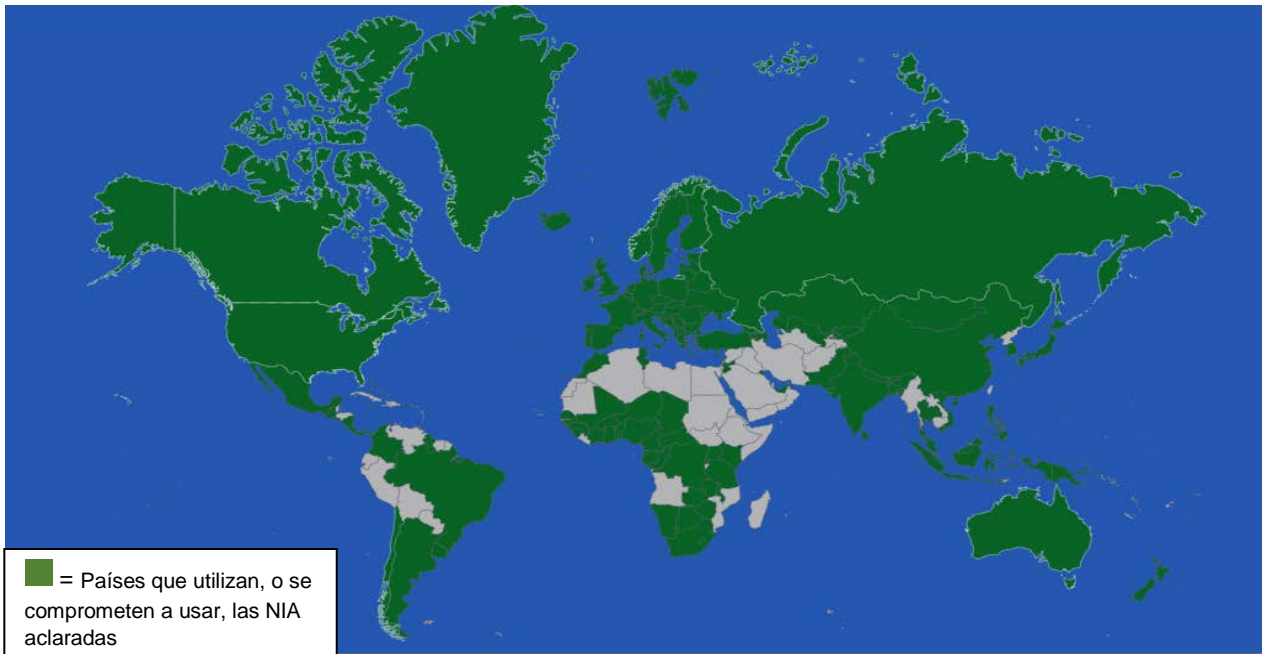 = Países que utilizan, o se
comprometen a usar, las NIA
aclaradas